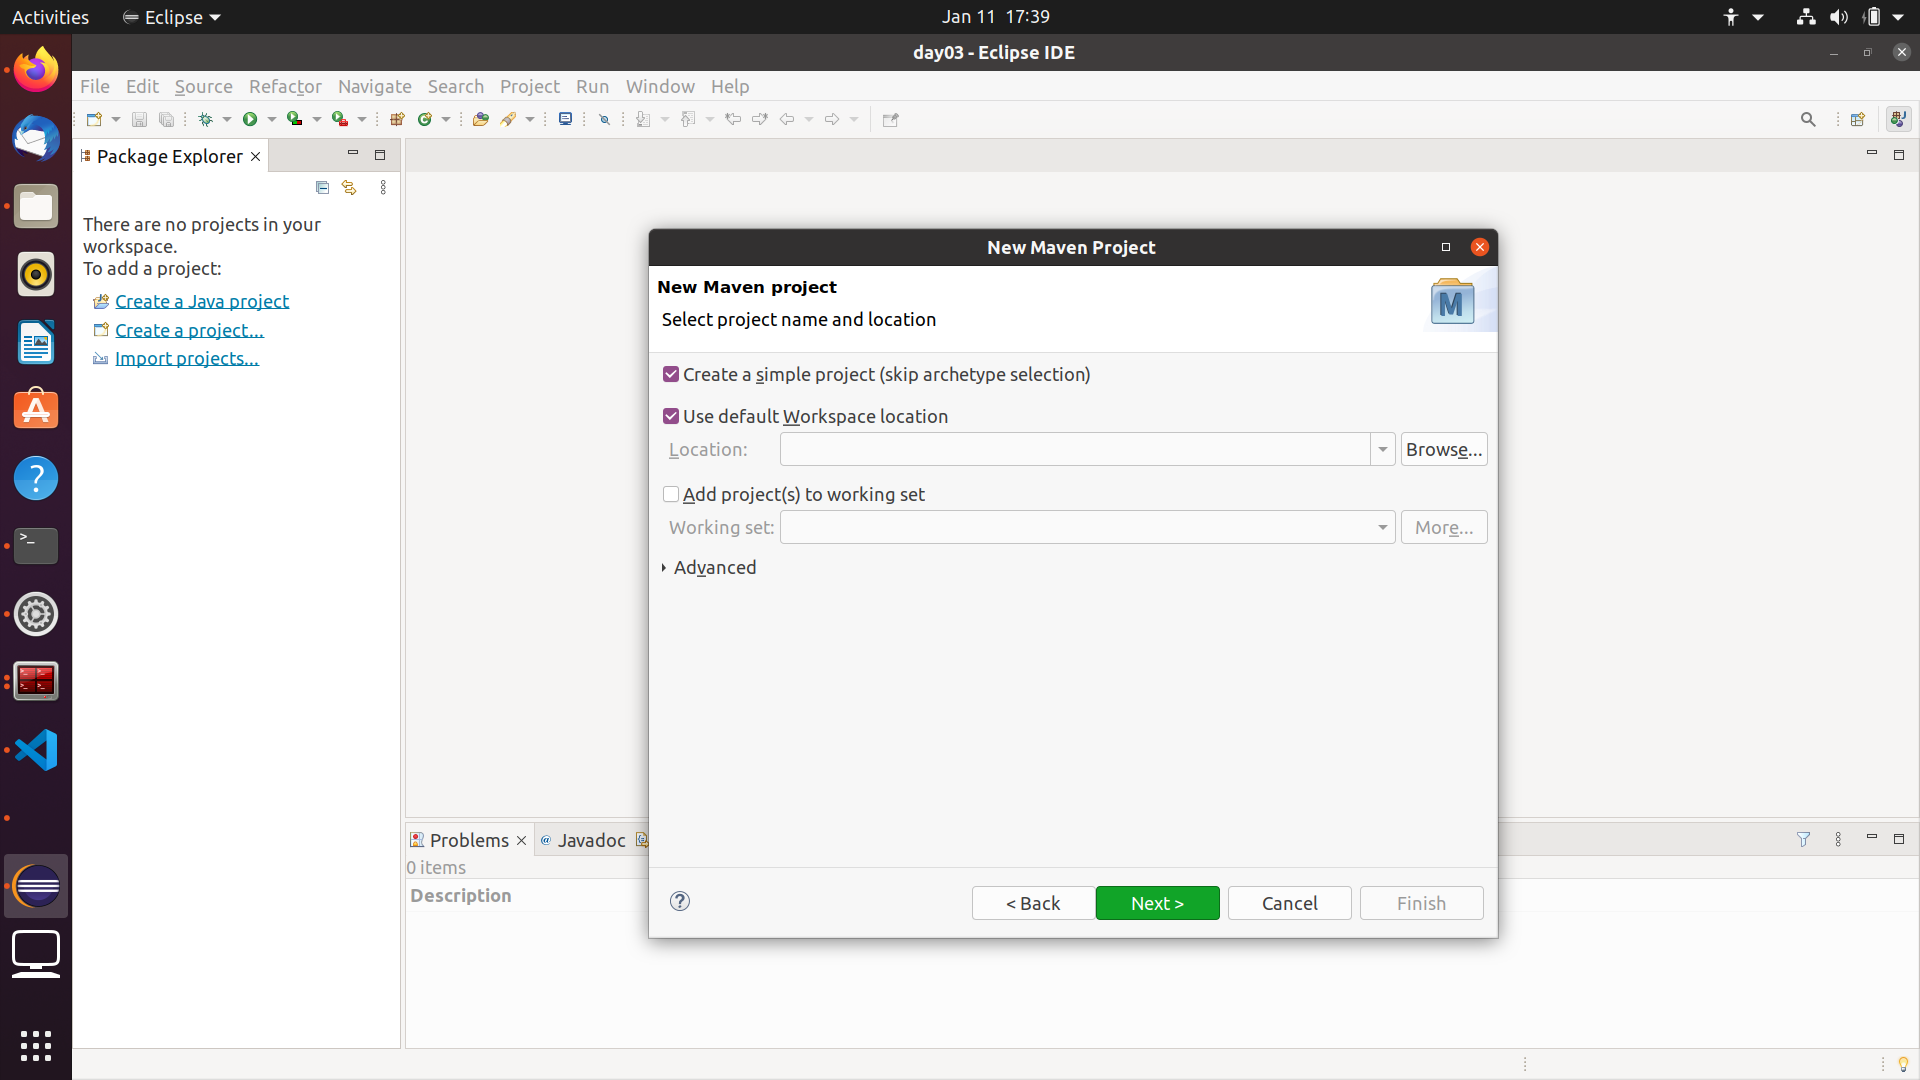 Activities
Eclipse
Jan 11 17:39
day03 - Eclipse IDE
File Edit Source Refactor Navigate Search Project Run Window Help
Package Explorer
There are no projects in your
workspace.
To add a project:
Create a Java project
Create a project...
Import projects...
New Maven Project
New Maven project
Select project name and location
M
Create a simple project (skip archetype selection)
Use default Workspace location
Location:
Browse...
Add project(s) to working set
Working set:
More...
Advanced
< Back
Next >
Cancel
Finish
Problems
@ Javadoc
0 items
Description